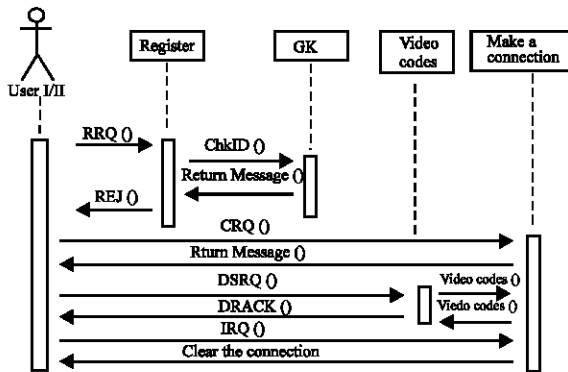 User I/II
Register
GK
Video
codes
Make a
connection
RRQ ()
ChkID ()
Return Message ()
REJ ()
CRQ ()
Rturn Message ()
DSRQ ()
Video codes ()
DRACK ()
Viedo codes ()
IRQ ()
Clear the connection